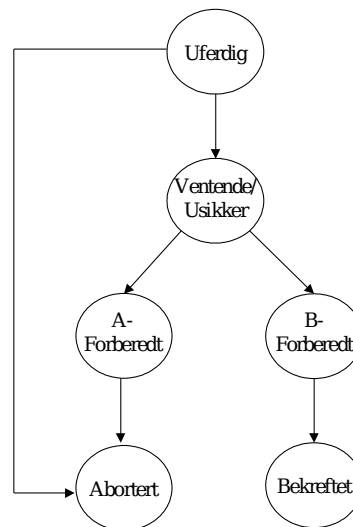 Uferdig
Ventende/
Usikker
A-
Forberedt
B-
Forberedt
Abortert
Bekreftet